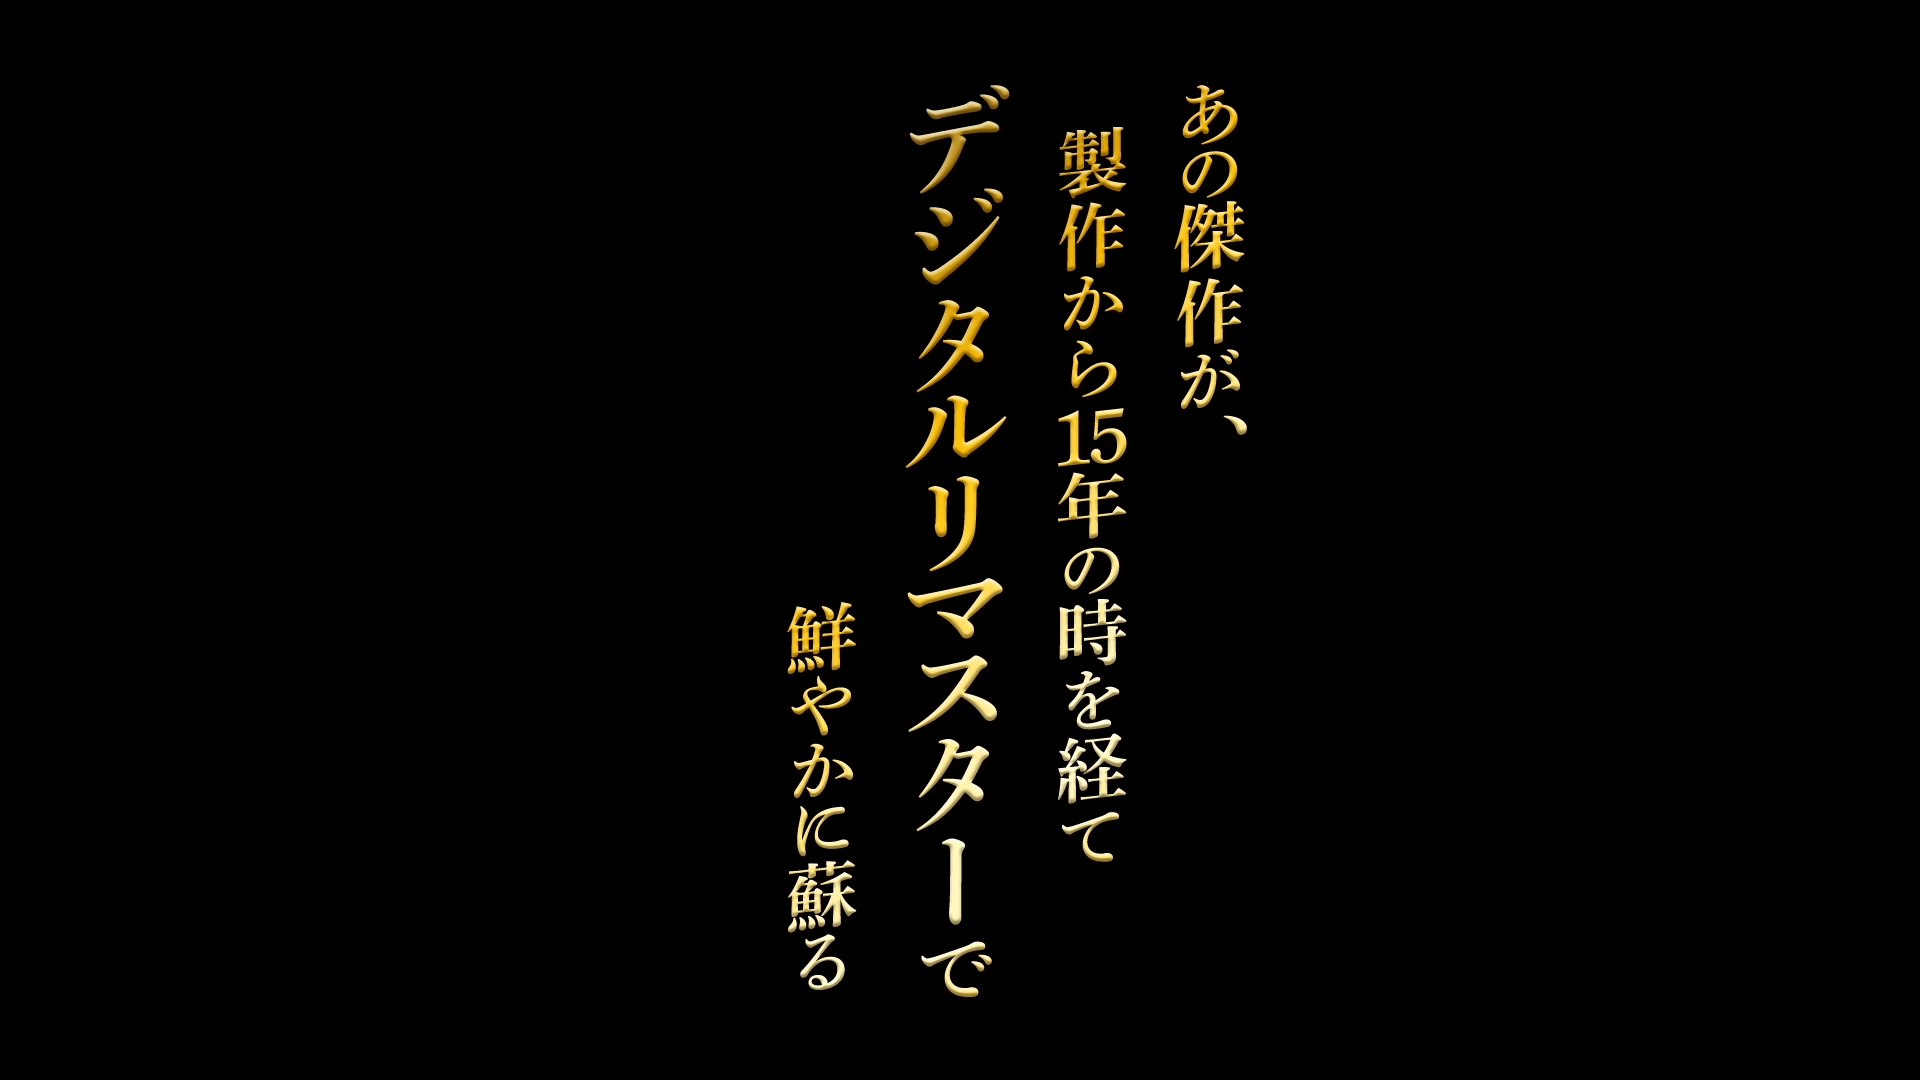 あの傑作が、
製作から15年の時を経て
デジタルリマスターで
鮮やかに蘇る